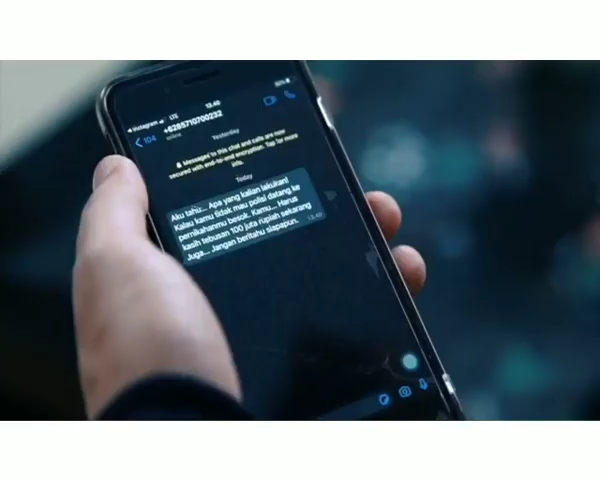 Instagram LTE 13.40
104 +6285710700232
online
Yesterday
Messages to this chat and calls are now
secured with end-to-end encryption. Tap for more
info.
Today
Aku tahu... Apa yang kalian lakukan!
Kalau kamu tidak mau polisi datang ke
pernikahanmu besok. Kamu... Harus
kasih tebusan 100 juta rupiah sekarang
Juga... Jangan beritahu siapapun.
13.40